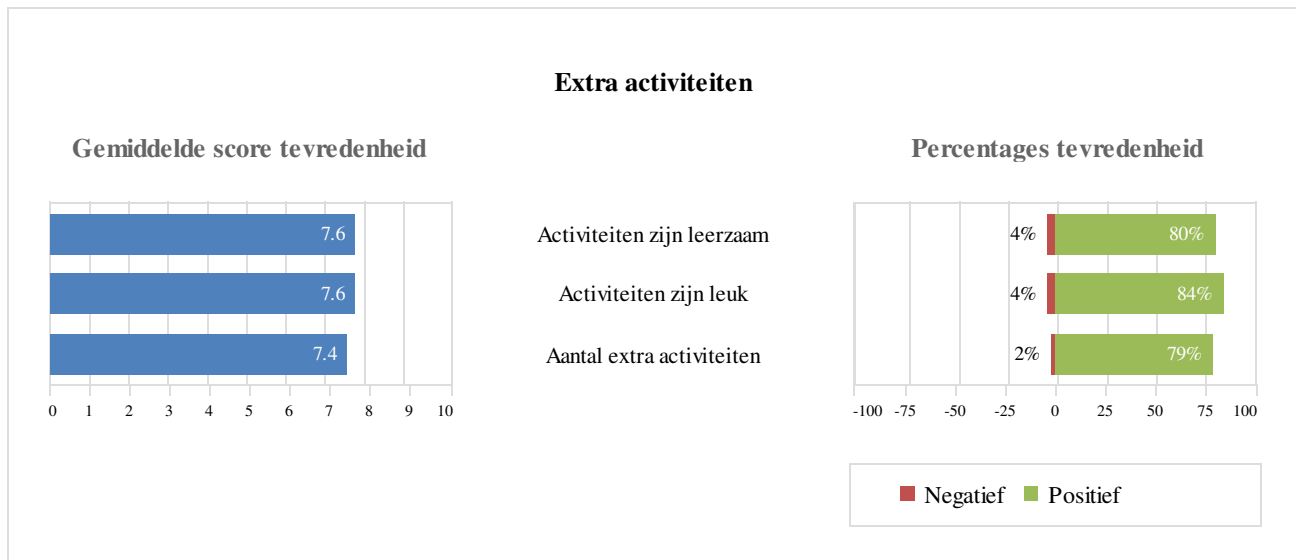 Extra activiteiten
Gemiddelde score tevredenheid
Percentages tevredenheid
7.6
Activiteiten zijn leerzaam
4%
80%
7.6
Activiteiten zijn leuk
4%
84%
7.4
Aantal extra activiteiten
2%
79%
0 1 2 3 4 5 6 7 8 9 10
-100 -75 -50 -25 0 25 50 75 100
Negatief Positief